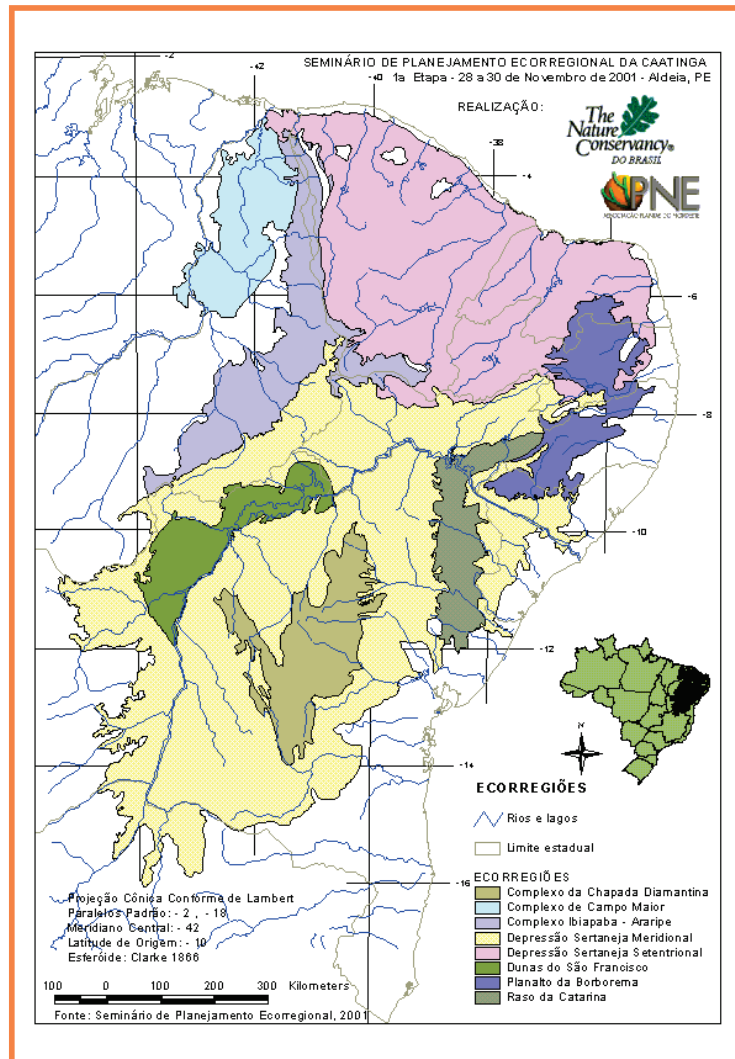 SEMINÁRIO DE PLANEJAMENTO ECORREGIONAL DA CAATINGA
1a Etapa - 28 a 30 de Novembro de 2001 - Aldeia, PE
REALIZAÇÃO:
The
Nature
Conservancy®
DO BRASIL
PNE
ASSOCIAÇÃO PLANTAS DO NORDESTE
-2
-42
-40
-38
-4
-6
-8
-10
-12
-14
-16
N
ECORREGIÕES
Rios e lagos
Limite estadual
ECORREGIÕES
Complexo da Chapada Diamantina
Complexo de Campo Maior
Complexo Ibiapaba - Araripe
Depressão Sertaneja Meridional
Depressão Sertaneja Setentrional
Dunas do São Francisco
Planalto da Borborema
Raso da Catarina
Projeção Cônica Conforme de Lambert
Paralelos Padrão: - 2 , - 18
Meridiano Central: - 42
Latitude de Origem: - 10
Esferóide: Clarke 1866
100 0 100 200 300 Kilometers
Fonte: Seminário de Planejamento Ecorregional, 2001